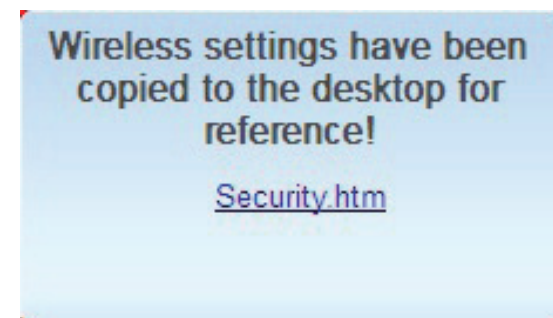 Wireless settings have been
copied to the desktop for
reference!
Security.htm